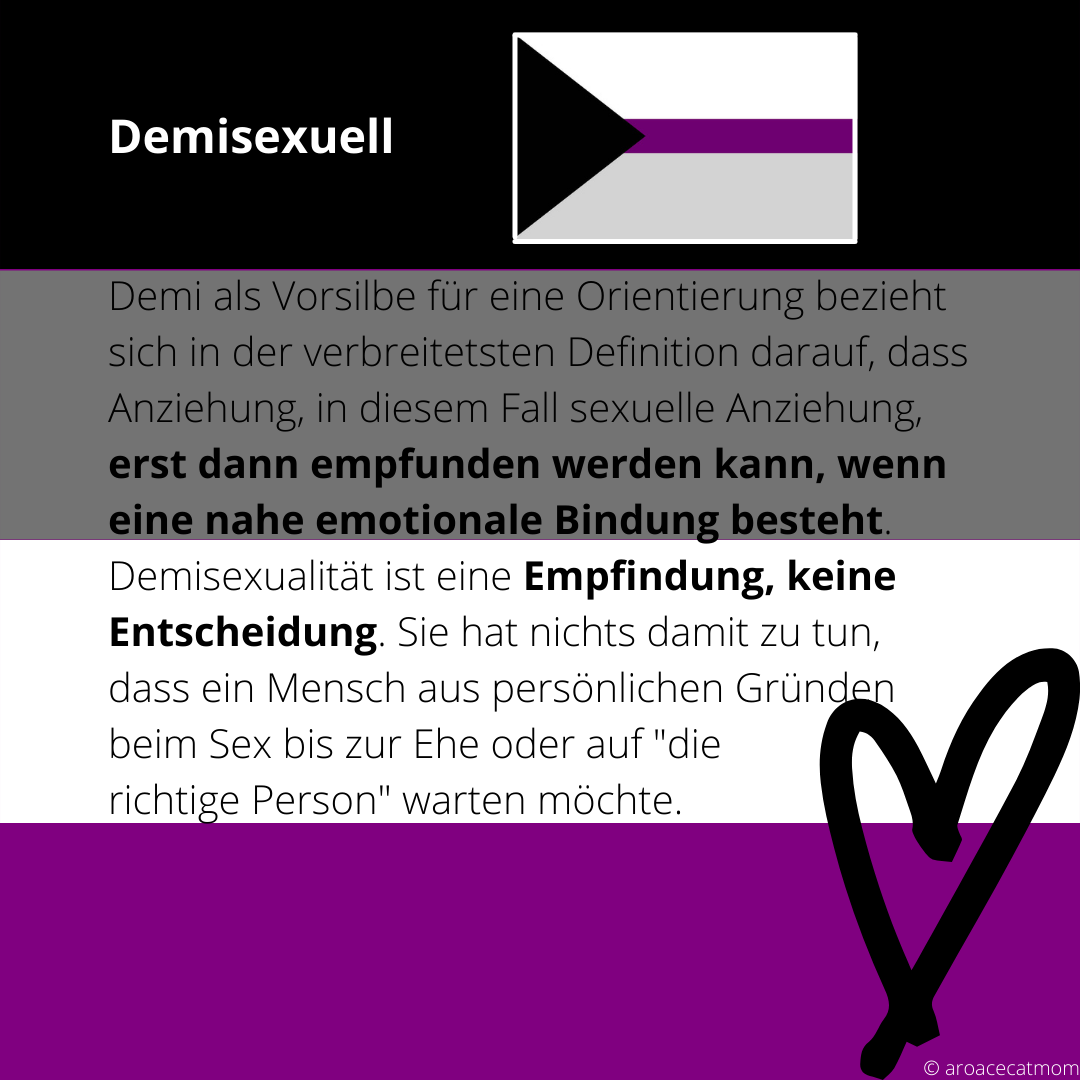 Demisexuell
Demi als Vorsilbe für eine Orientierung bezieht
sich in der verbreitetsten Definition darauf, dass
Anziehung, in diesem Fall sexuelle Anziehung,
erst dann empfunden werden kann, wenn
eine nahe emotionale Bindung besteht.
Demisexualität ist eine Empfindung, keine
Entscheidung. Sie hat nichts damit zu tun,
dass ein Mensch aus persönlichen Gründen
beim Sex bis zur Ehe oder auf "die
richtige Person" warten möchte.
© aroacecatmom